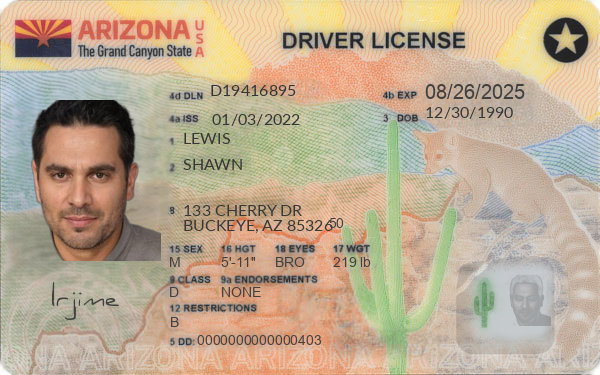 ARIZONA USA
The Grand Canyon State
DRIVER LICENSE
4d DLN D19416895
4b EXP 08/26/2025
4a ISS 01/03/2022
3 DOB 12/30/1990
1 LEWIS
2 SHAWN
8 133 CHERRY DR
BUCKEYE, AZ 85326
50
15 SEX 16 HGT 18 EYES 17 WGT
M 5'-11" BRO 219 lb
9 CLASS 9a ENDORSEMENTS
D NONE
12 RESTRICTIONS
B
Irjime
5 DD: 0000000000000403
ARIZONA ARIZONA ARIZONA ARIZONA